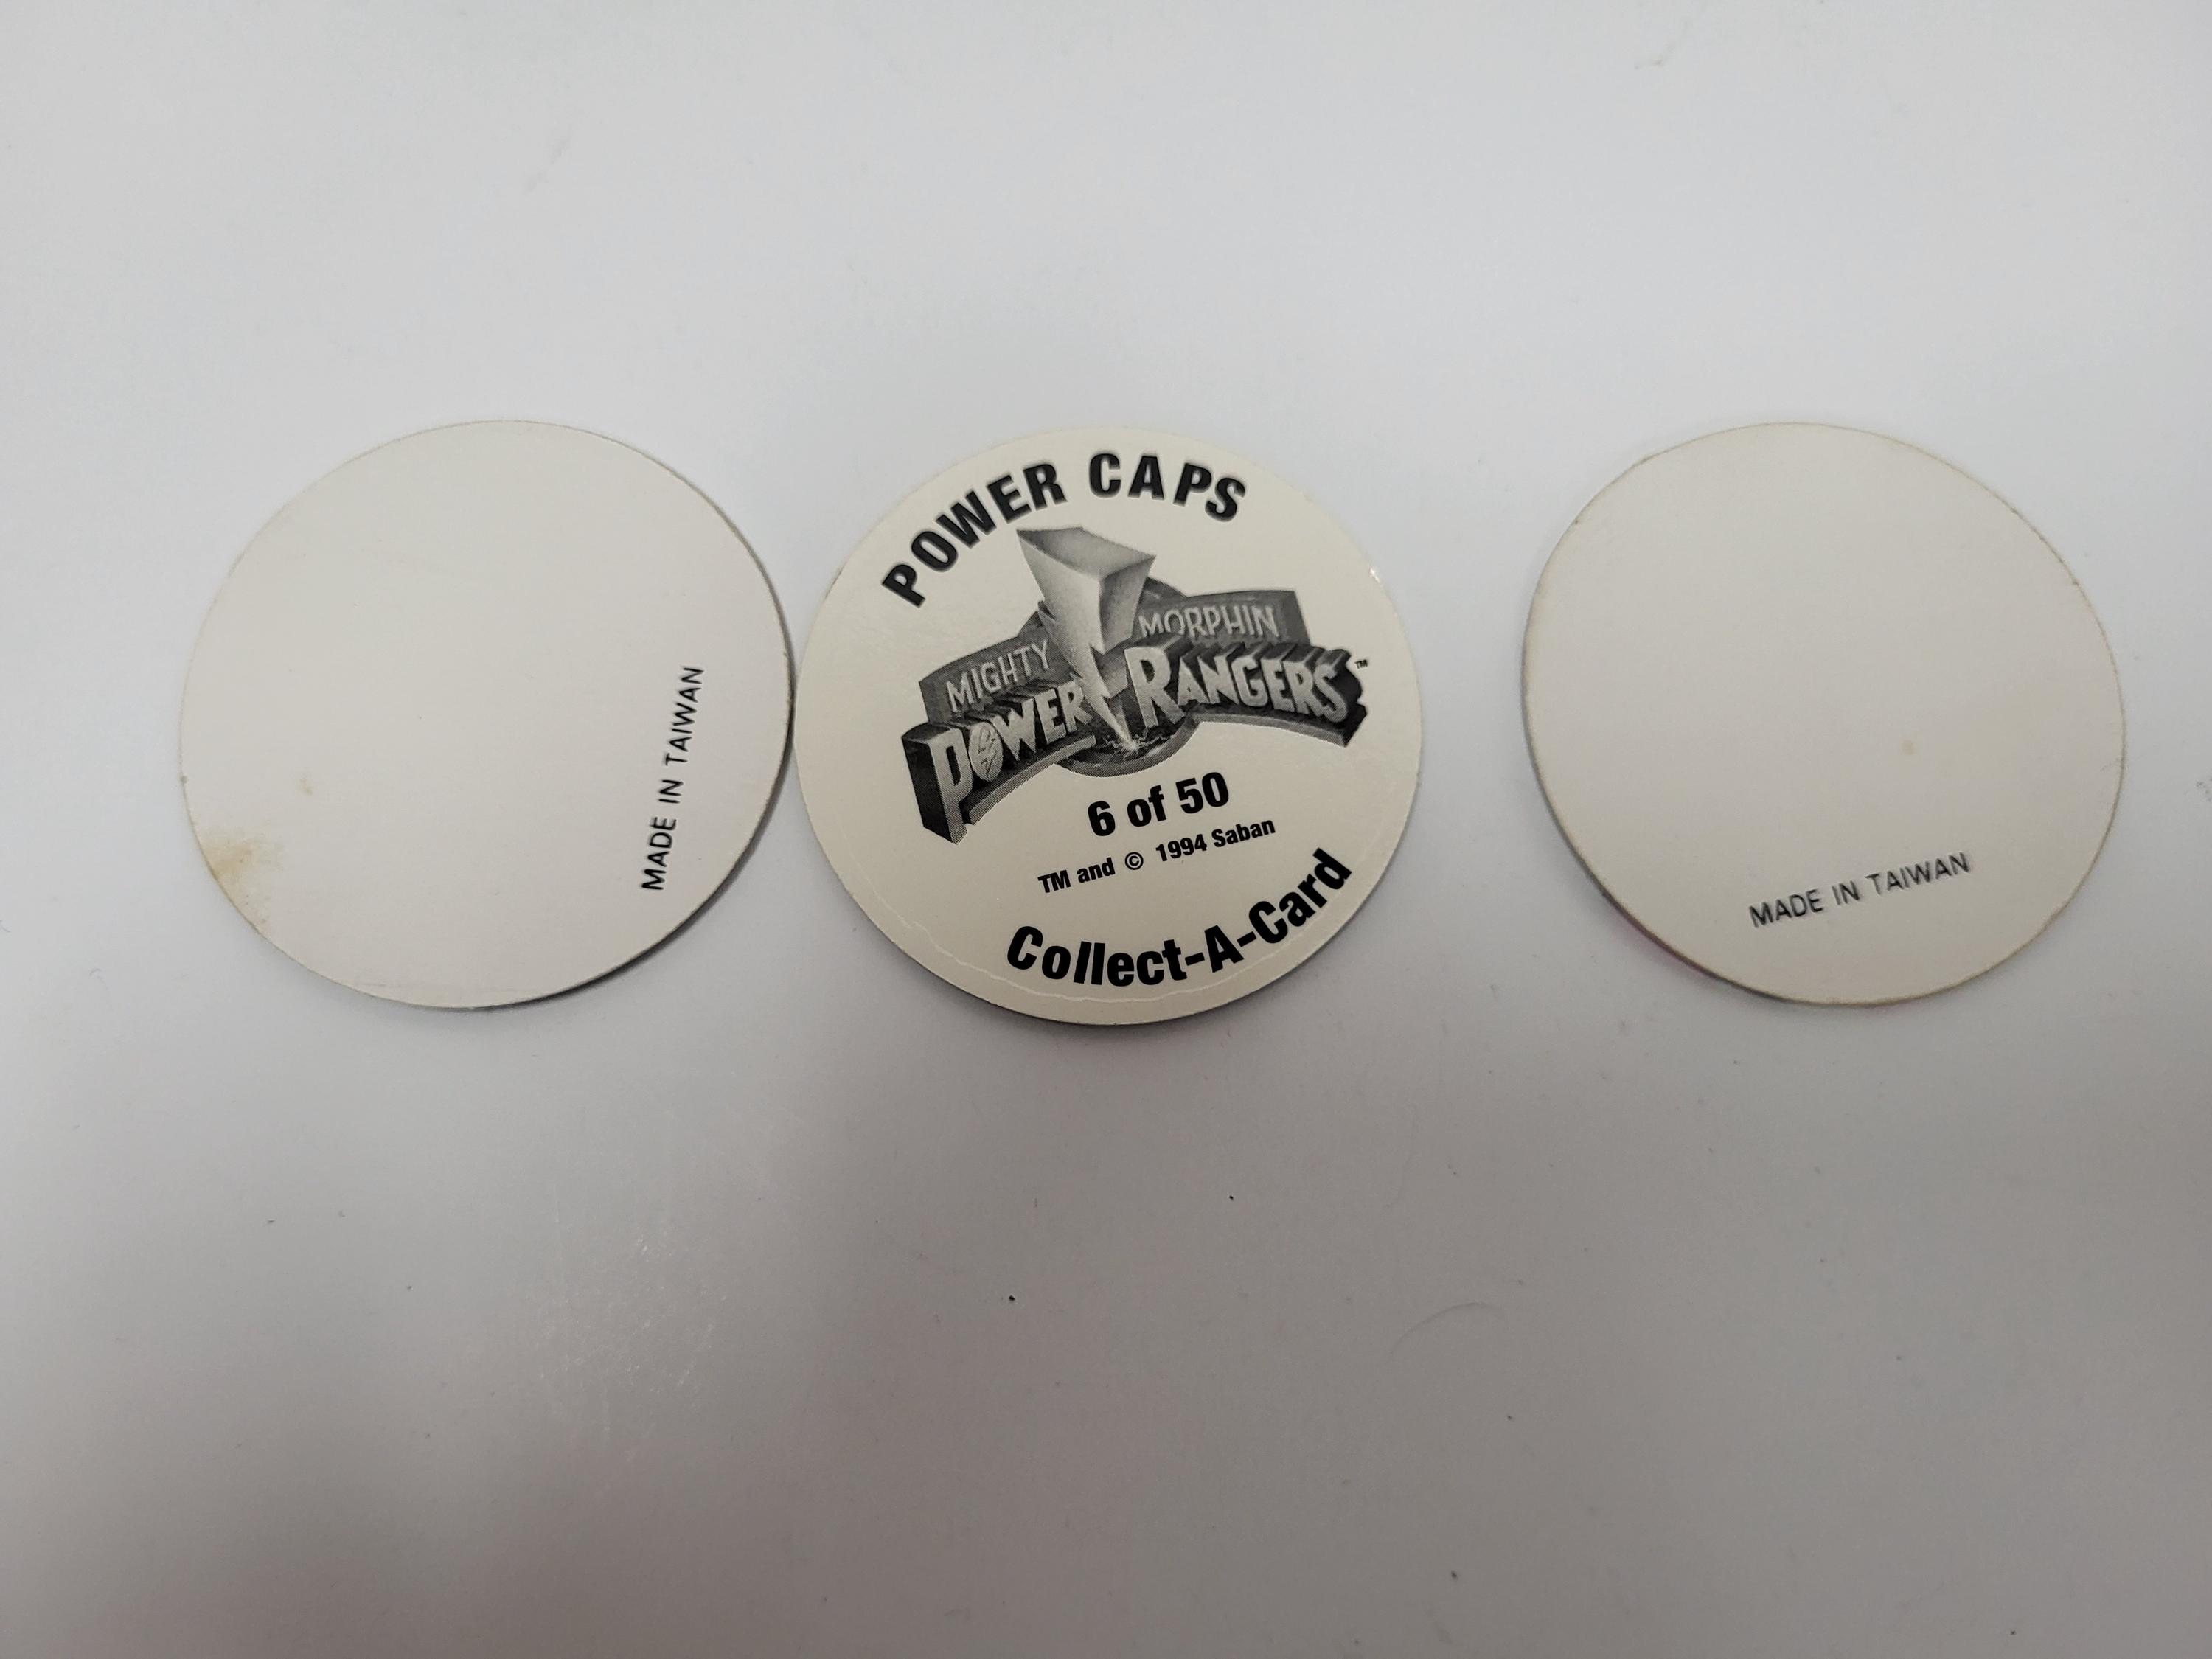 MADE IN TAIWAN
POWER CAPS
MIGHTY MORPHIN
POWER RANGERS™
6 of 50
TM and © 1994 Saban
Collect-A-Card
MADE IN TAIWAN